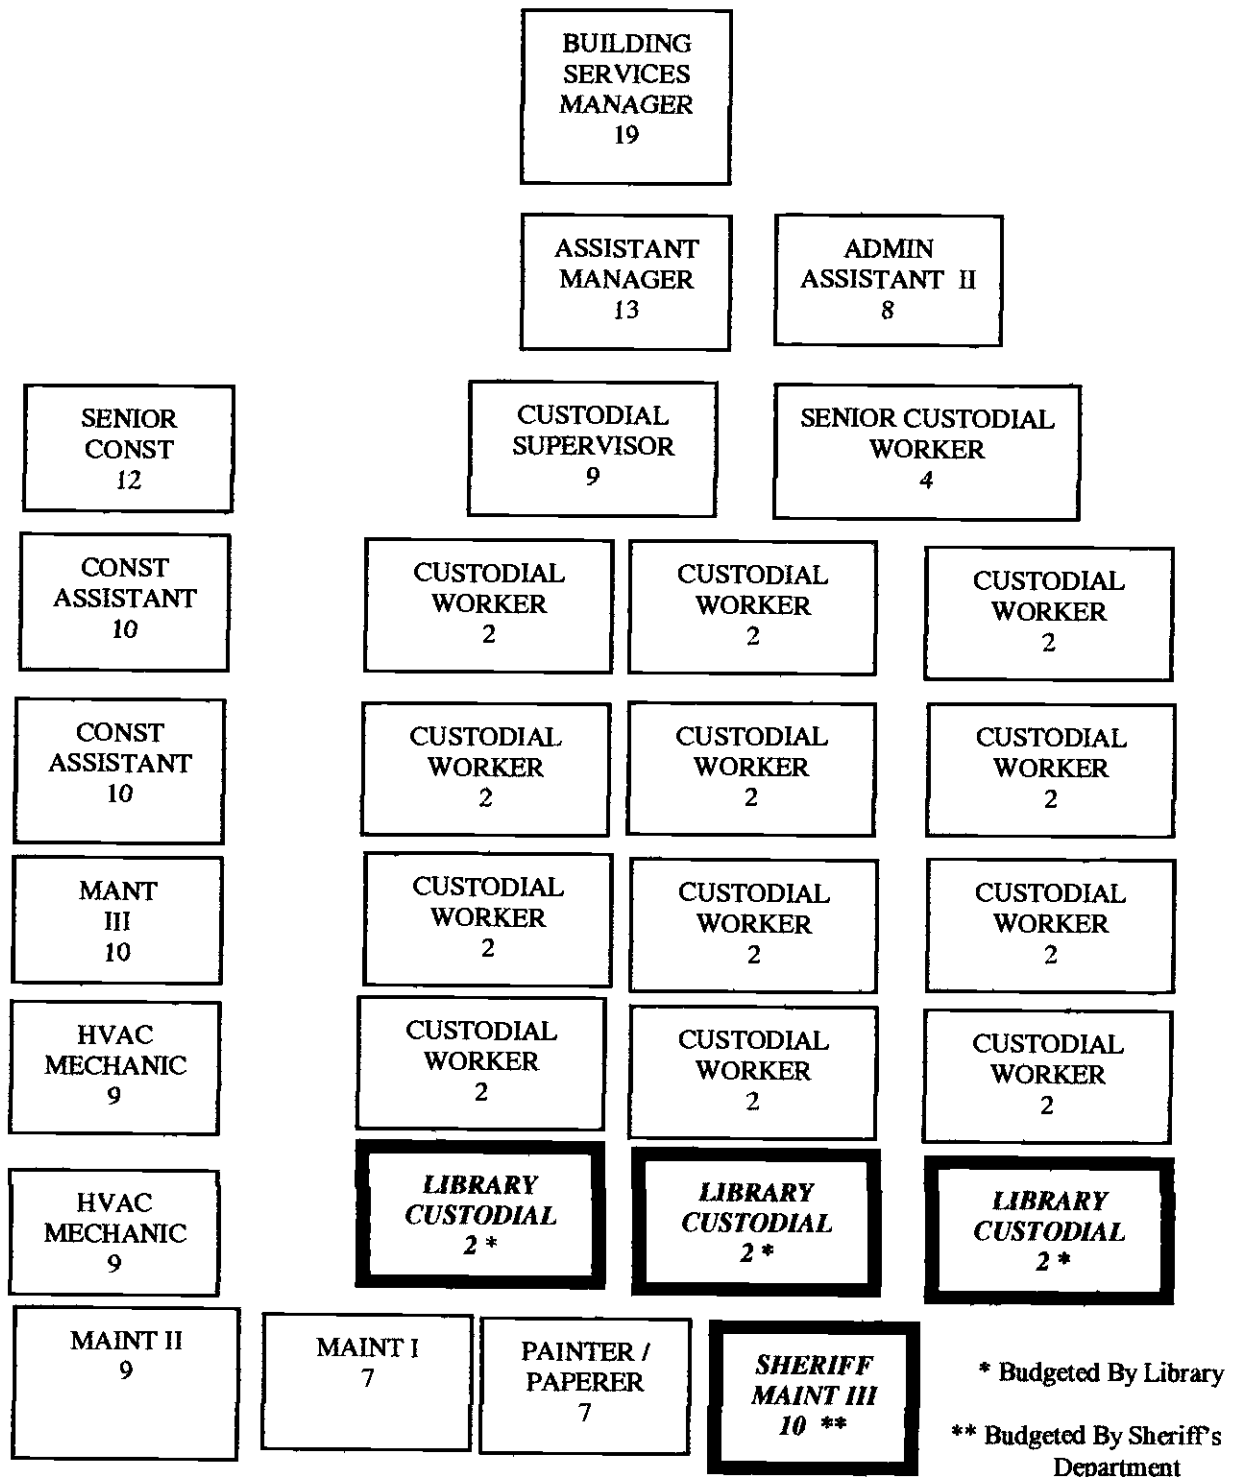 BUILDING
SERVICES
MANAGER
19
ASSISTANT
MANAGER
13
ADMIN
ASSISTANT II
8
SENIOR
CONST
12
CUSTODIAL
SUPERVISOR
9
SENIOR CUSTODIAL
WORKER
4
CONST
ASSISTANT
10
CUSTODIAL
WORKER
2
CUSTODIAL
WORKER
2
CUSTODIAL
WORKER
2
CONST
ASSISTANT
10
CUSTODIAL
WORKER
2
CUSTODIAL
WORKER
2
CUSTODIAL
WORKER
2
MANT
III
10
CUSTODIAL
WORKER
2
CUSTODIAL
WORKER
2
CUSTODIAL
WORKER
2
HVAC
MECHANIC
9
CUSTODIAL
WORKER
2
CUSTODIAL
WORKER
2
CUSTODIAL
WORKER
2
HVAC
MECHANIC
9
LIBRARY
CUSTODIAL
2 *
LIBRARY
CUSTODIAL
2 *
LIBRARY
CUSTODIAL
2 *
MAINT II
9
MAINT I
7
PAINTER /
PAPERER
7
SHERIFF
MAINT III
10 **
* Budgeted By Library
** Budgeted By Sheriff's
Department